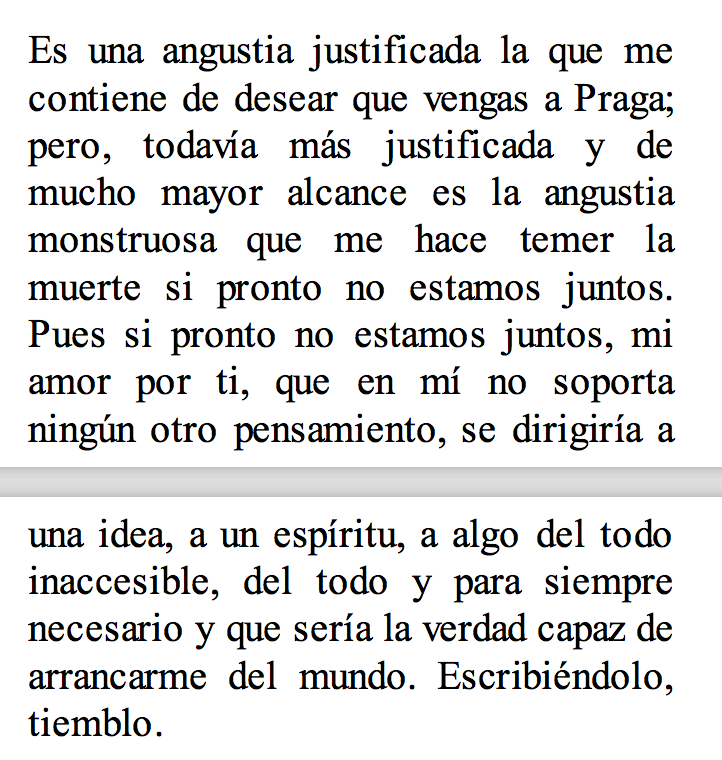 Es una angustia justificada la que me
contiene de desear que vengas a Praga;
pero, todavía más justificada y de
mucho mayor alcance es la angustia
monstruosa que me hace temer la
muerte si pronto no estamos juntos.
Pues si pronto no estamos juntos, mi
amor por ti, que en mí no soporta
ningún otro pensamiento, se dirigiría a
una idea, a un espíritu, a algo del todo
inaccesible, del todo y para siempre
necesario y que sería la verdad capaz de
arrancarme del mundo. Escribiéndolo,
tiemblo.